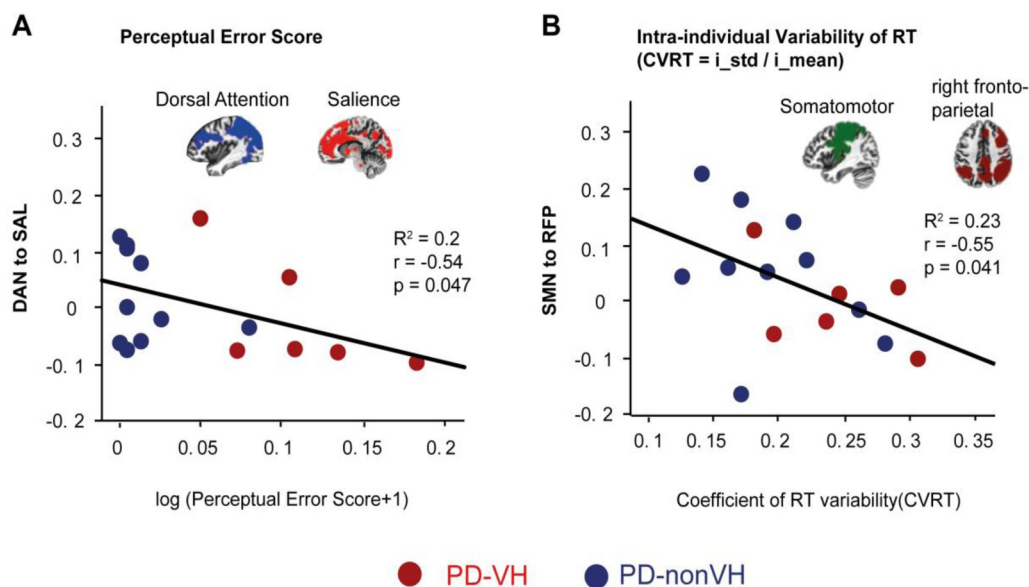 A
Perceptual Error Score
Dorsal Attention
Salience
0.3
0.2
0.1
0
-0.1
-0.2
DAN to SAL
R² = 0.2
r = -0.54
p = 0.047
0
0.05
0.1
0.15
0.2
log (Perceptual Error Score+1)
B
Intra-individual Variability of RT
(CVRT = i_std / i_mean)
Somatomotor
right fronto-
parietal
0.3
0.2
0.1
0
-0.1
-0.2
SMN to RFP
R² = 0.23
r = -0.55
p = 0.041
0.1
0.15
0.2
0.25
0.3
0.35
Coefficient of RT variability(CVRT)
PD-VH
PD-nonVH